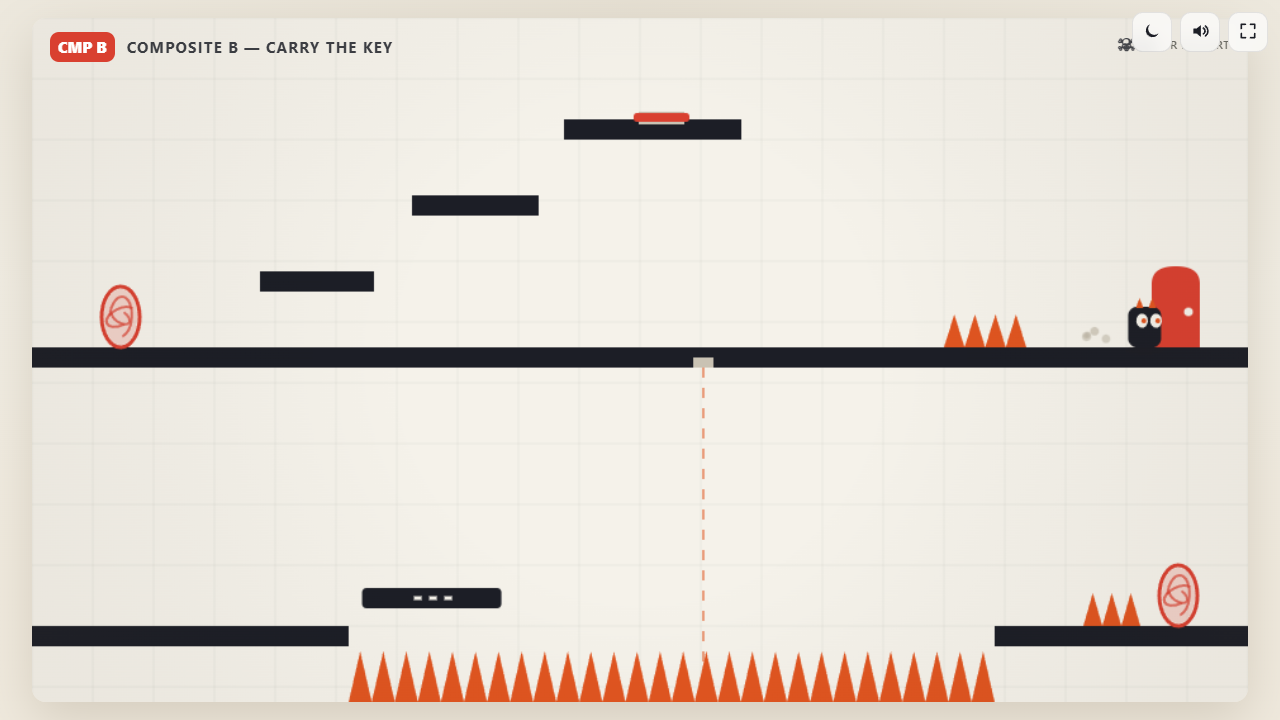 CMP B
COMPOSITE B — CARRY THE KEY